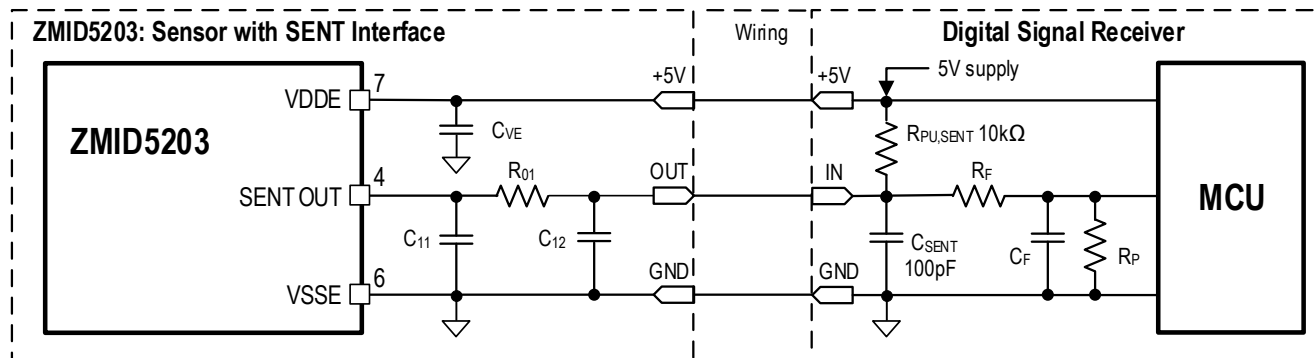 ZMID5203: Sensor with SENT Interface
Wiring
Digital Signal Receiver
7
+5V
+5V
5V supply
VDDE
ZMID5203
CVE
RPU,SENT 10kΩ
MCU
4
R01
OUT
IN
RF
SENT OUT
C11
C12
CSENT
100pF
CF
RP
6
GND
GND
VSSE